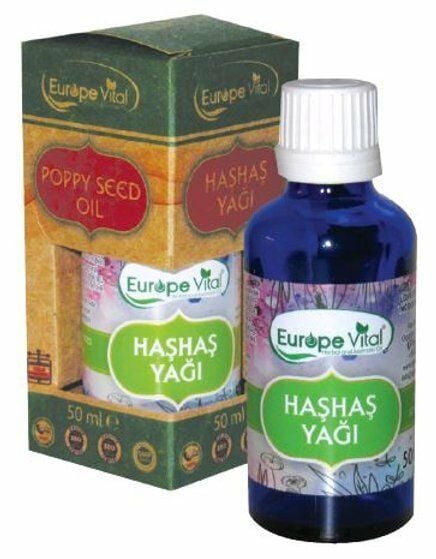 Europe Vital
Europe Vital
POPPY SEED
OIL
HAŞHAŞ
YAĞI
Europe Vital
HAŞHAŞ
YAĞI
50 ml e
50 ml
Europe Vital
HAŞHAŞ
YAĞI
50